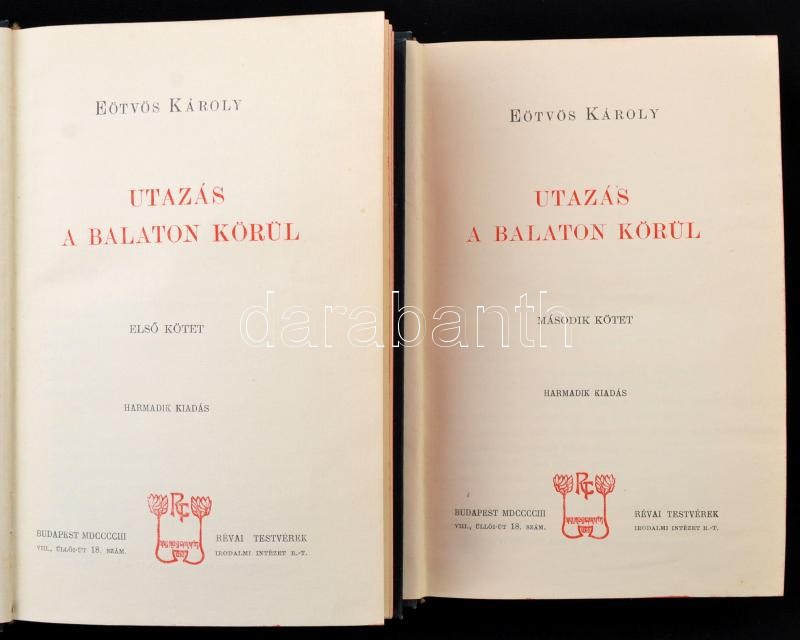 EÖTVÖS KÁROLY
UTAZÁS
A BALATON KÖRÜL
ELSŐ KÖTET
HARMADIK KIADÁS
BUDAPEST MDCCCCIII
VIII., ÜLLŐI-ÚT 18. SZÁM.
RÉVAI TESTVÉREK
IRODALMI INTÉZET R.-T.
EÖTVÖS KÁROLY
UTAZÁS
A BALATON KÖRÜL
MÁSODIK KÖTET
HARMADIK KIADÁS
BUDAPEST MDCCCCIII
VIII., ÜLLŐI-ÚT 18. SZÁM.
RÉVAI TESTVÉREK
IRODALMI INTÉZET R.-T.
darabanth